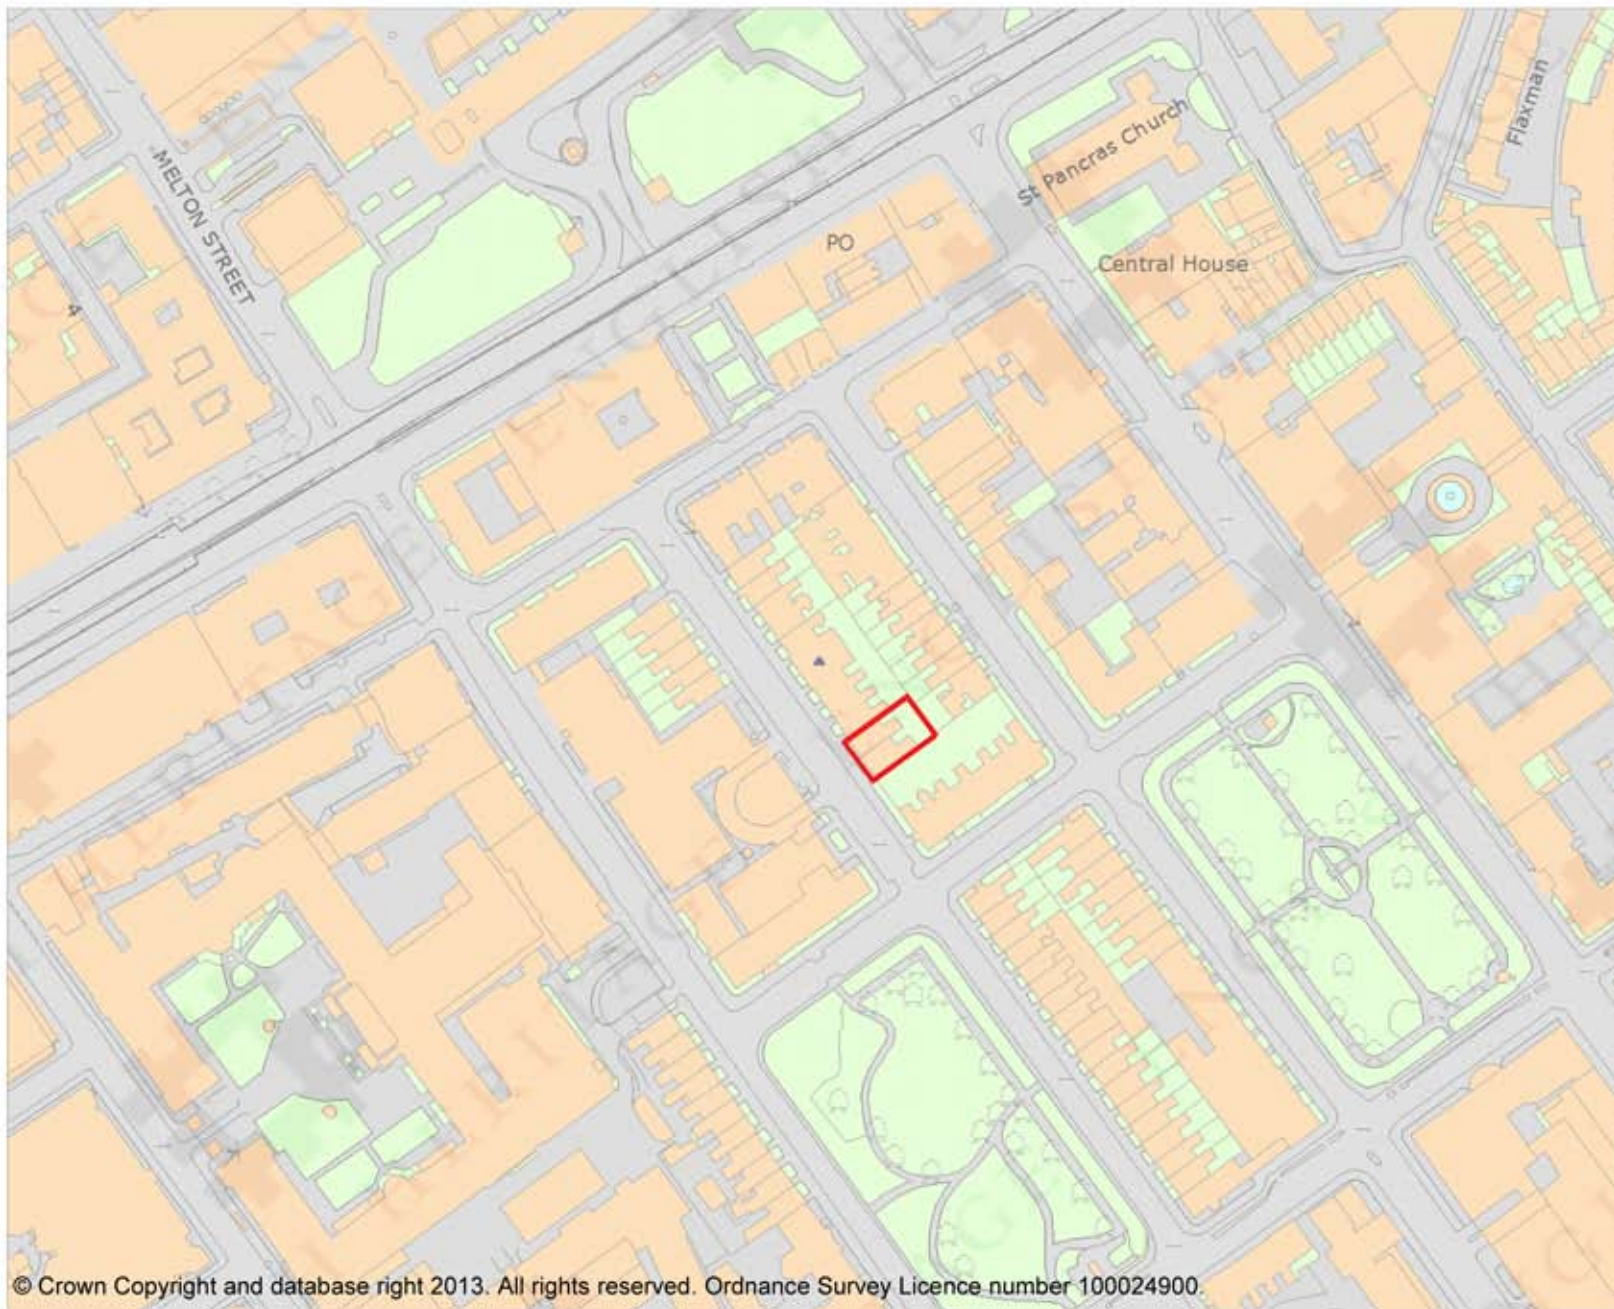 MELTON STREET
4
PO
St Pancras Church
Central House
Flaxman
© Crown Copyright and database right 2013. All rights reserved. Ordnance Survey Licence number 100024900.